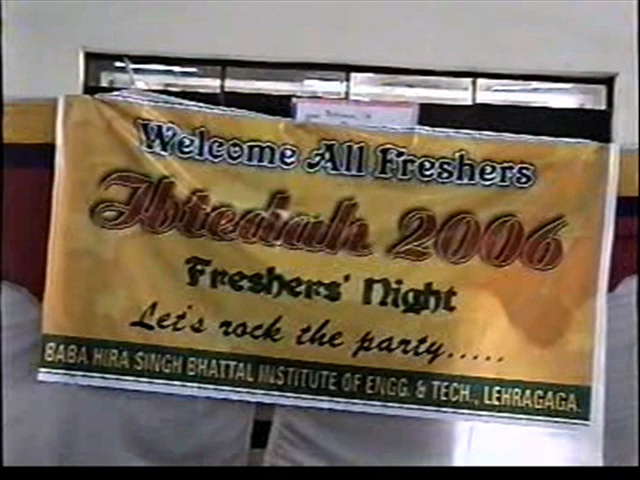 Welcome All Freshers
Ibtedah 2006
Freshers' Night
Let's rock the party.....
BABA HIRA SINGH BHATTAL INSTITUTE OF ENGG. & TECH., LEHRAGAGA.